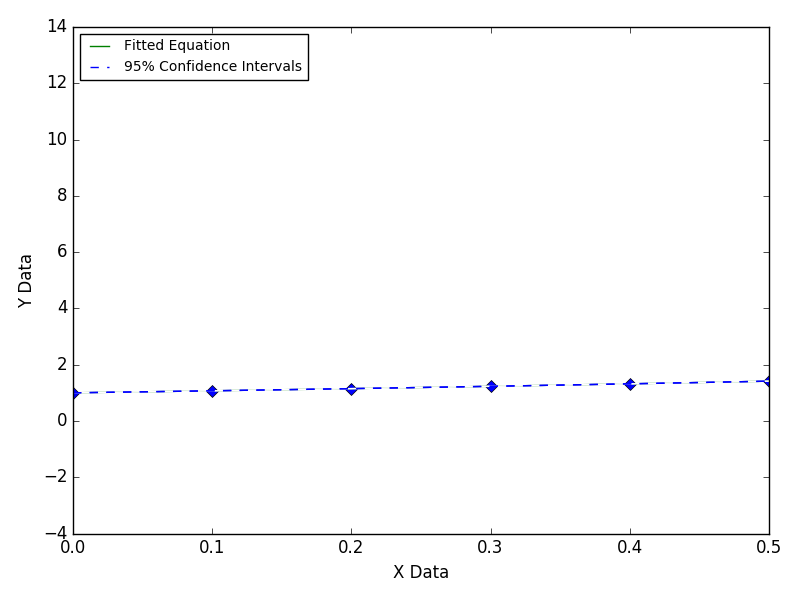 14
Fitted Equation
95% Confidence Intervals
12
10
8
6
4
2
0
−2
−4
Y Data
0.0 0.1 0.2 0.3 0.4 0.5
X Data